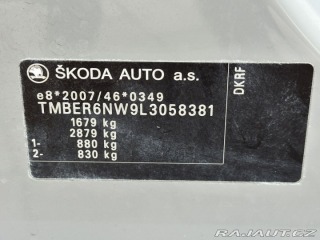 ŠKODA AUTO a.s.
e8*2007/46*0349
TMBER6NW9L3058381
1679 kg
2879 kg
1- 880 kg
2- 830 kg
DKRF
RAJAUT.CZ